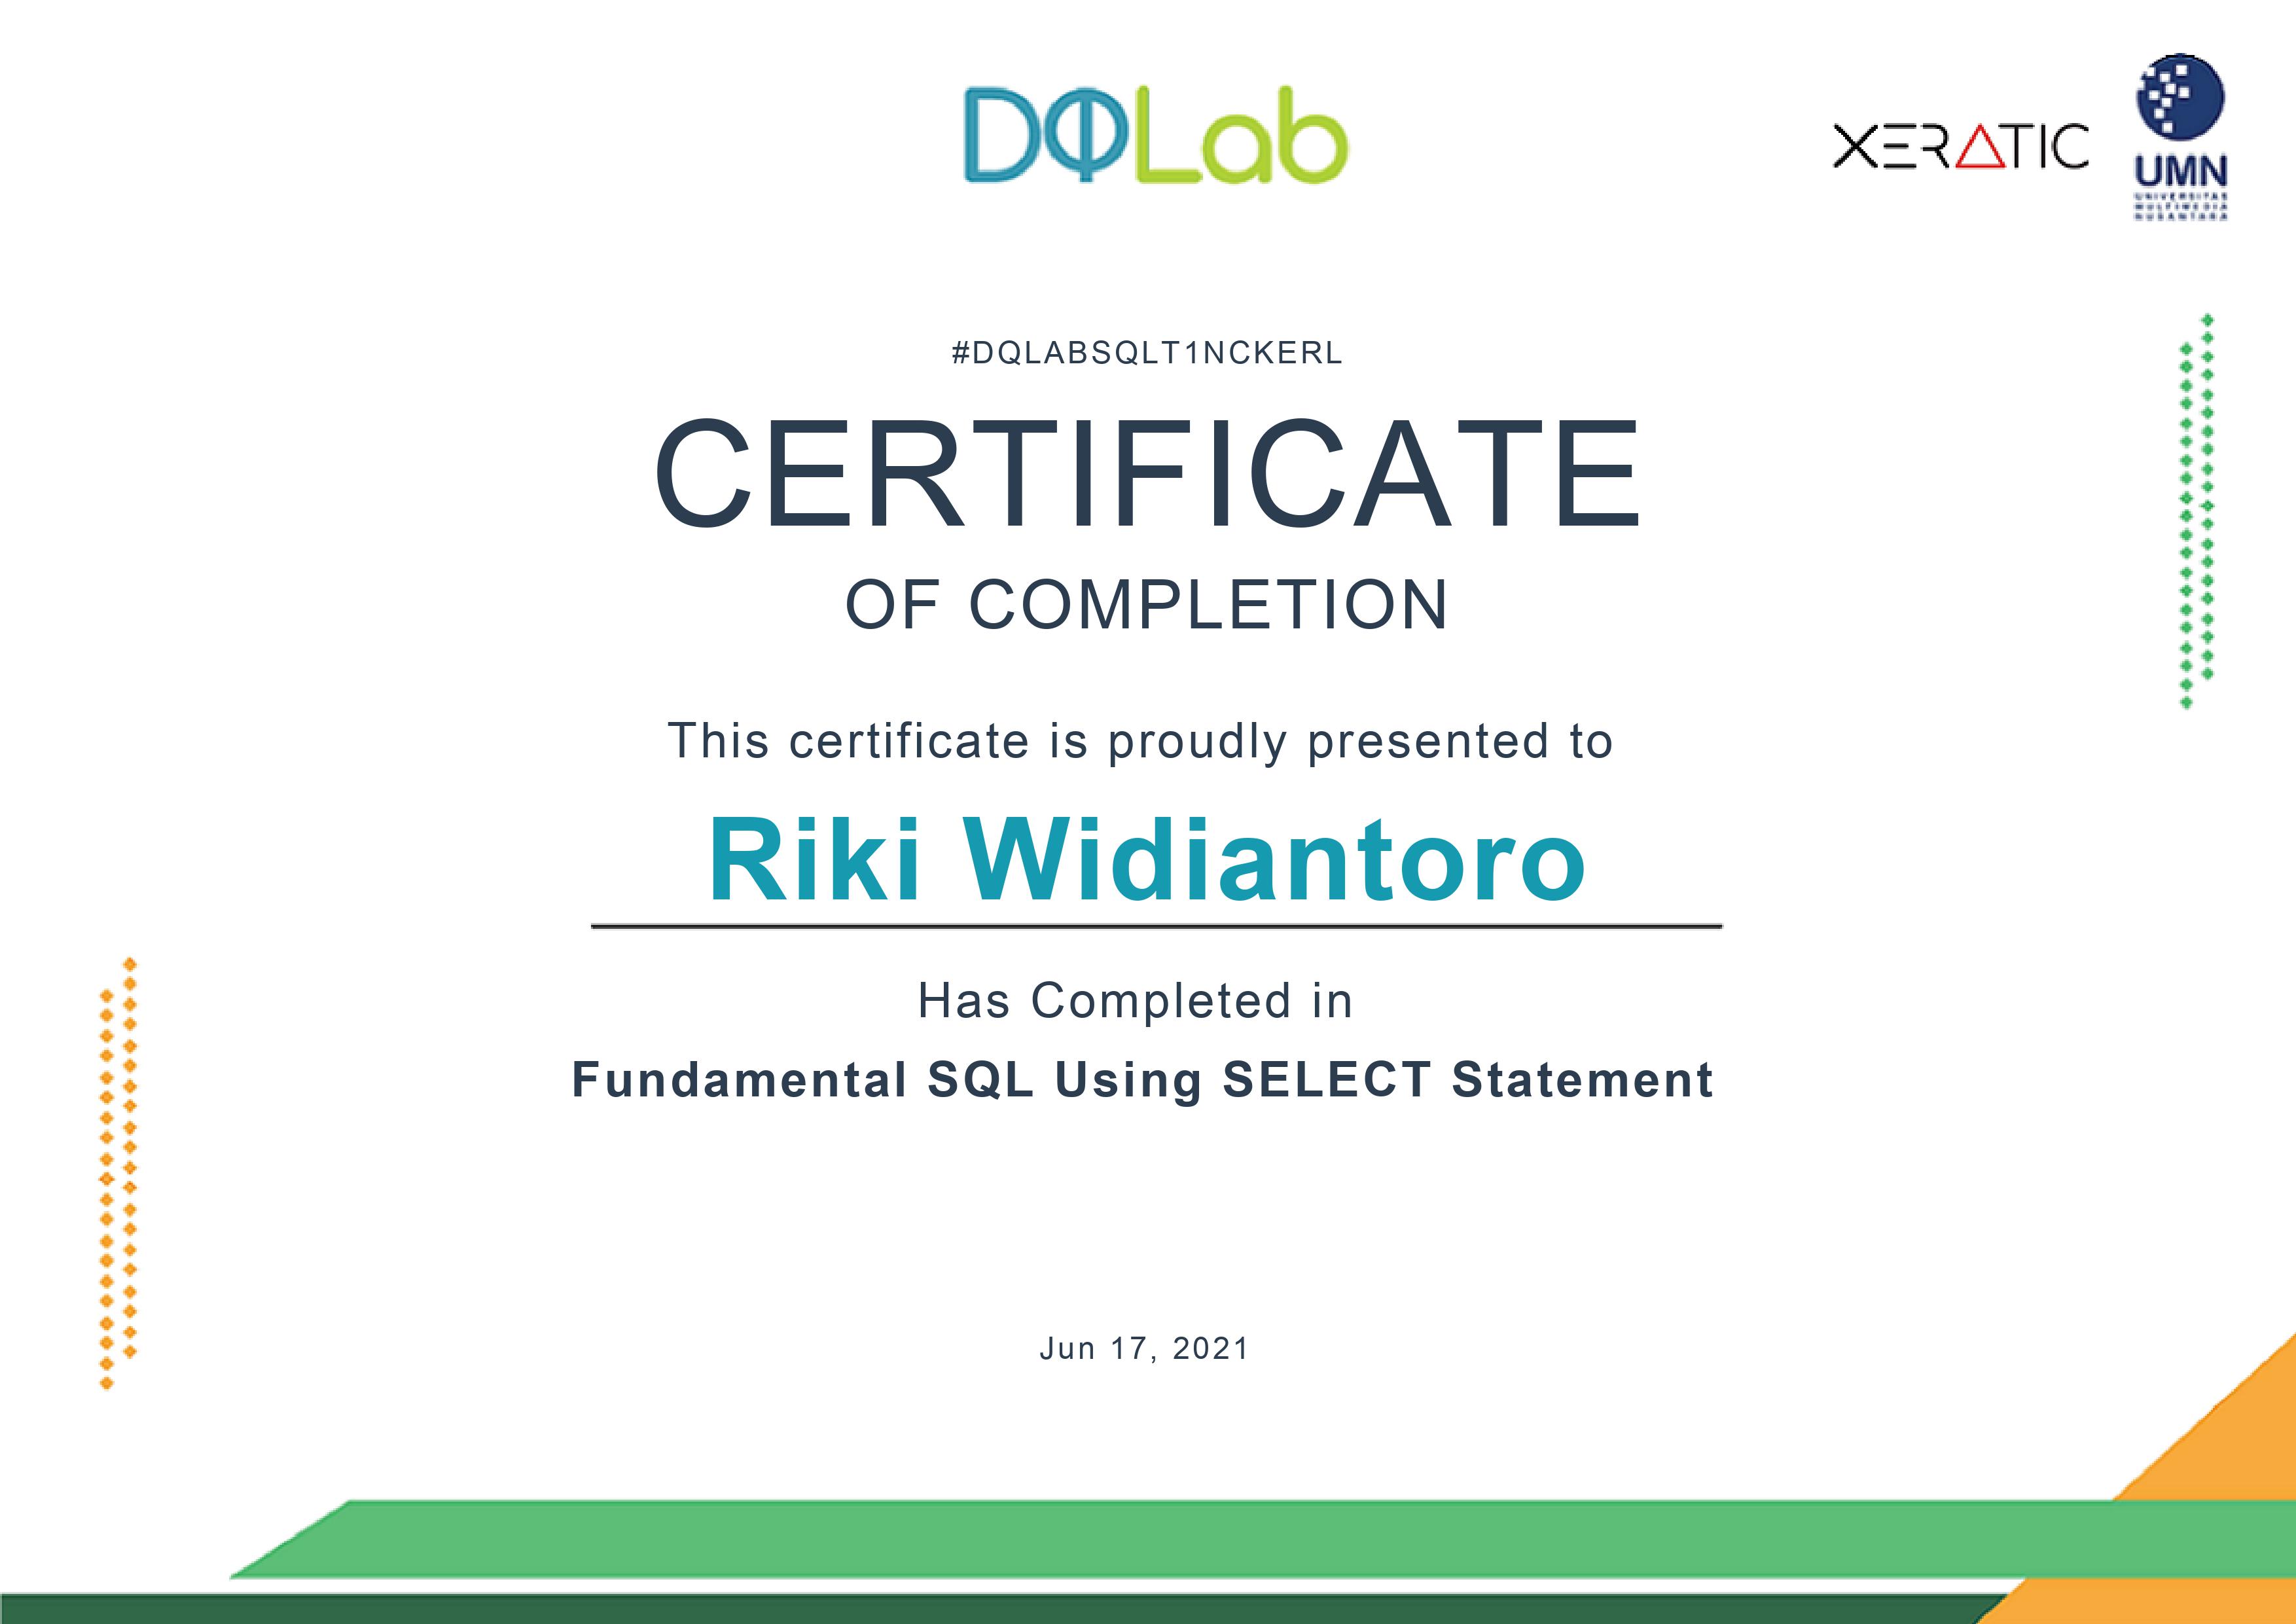 DQLab
XERATIC
UMN
UNIVERSITAS
MULTIMEDIA
NUSANTARA
#DQLABSQLT1NCKERL
CERTIFICATE
OF COMPLETION
This certificate is proudly presented to
Riki Widiantoro
Has Completed in
Fundamental SQL Using SELECT Statement
Jun 17, 2021